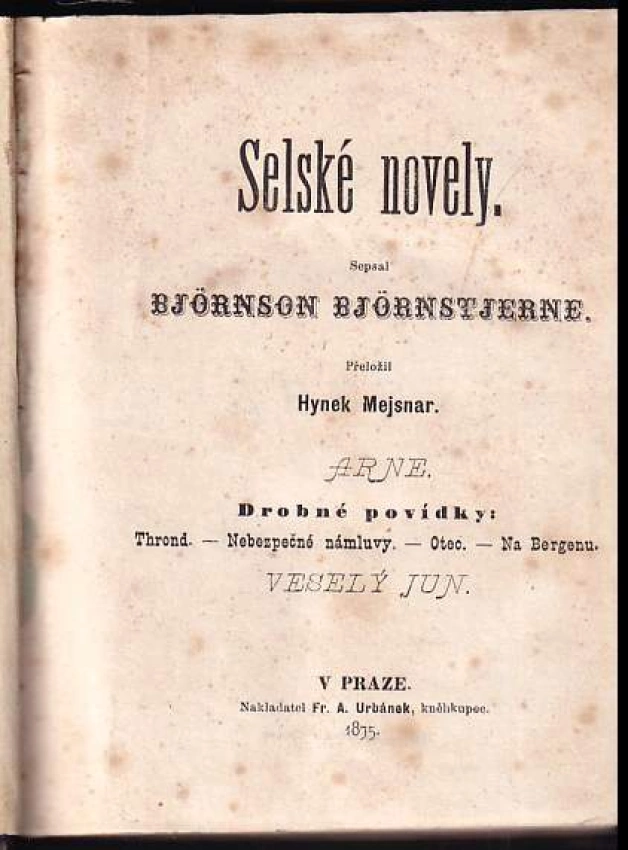 Selské novely.
Sepsal
BJÖRNSON BJÖRNSTJERNE.
Přeložil
Hynek Mejsnar.
ARNE.
Drobné povídky:
Thrond. — Nebezpečné námluvy. — Otec. — Na Bergenu.
VESELÝ JUN.
V PRAZE.
Nakladatel Fr. A. Urbánek, kněhkupec.
1875.